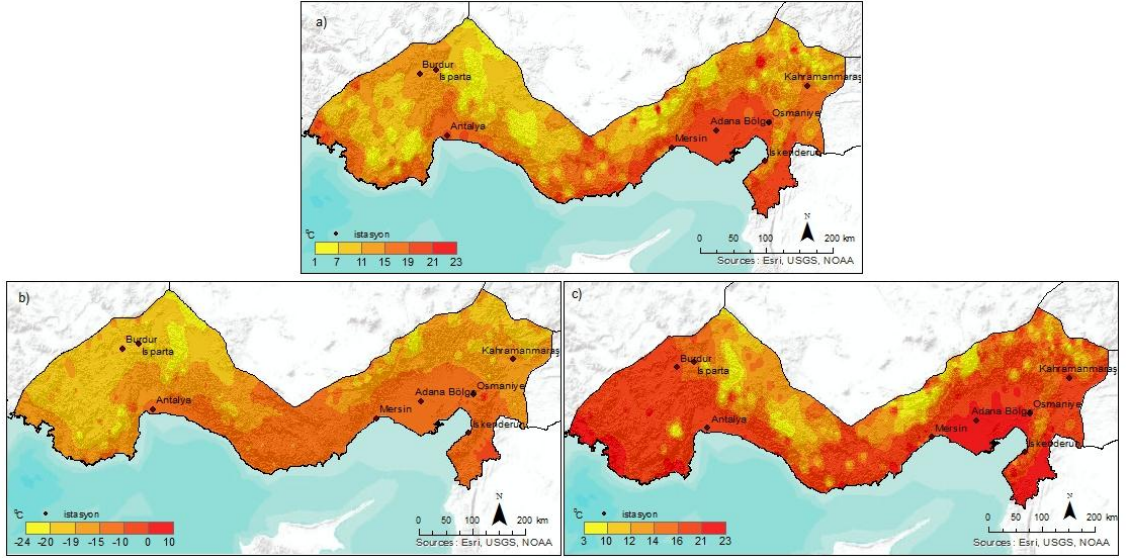 a)
Burdur
Isparta
Antalya
Kahramanmaraş
Adana Bölge
Osmaniye
Mersin
İskenderun
°C istasyon
1 7 11 15 19 21 23
N
0 50 100 200 km
Sources: Esri, USGS, NOAA
b)
Burdur
Isparta
Antalya
Kahramanmaraş
Adana Bölge
Osmaniye
Mersin
İskenderun
°C istasyon
-24 -20 -19 -15 -10 0 10
N
0 50 100 200 km
Sources: Esri, USGS, NOAA
c)
Burdur
Isparta
Antalya
Kahramanmaraş
Adana Bölge
Osmaniye
Mersin
İskenderun
°C istasyon
3 10 12 14 16 21 23
N
0 50 100 200 km
Sources: Esri, USGS, NOAA